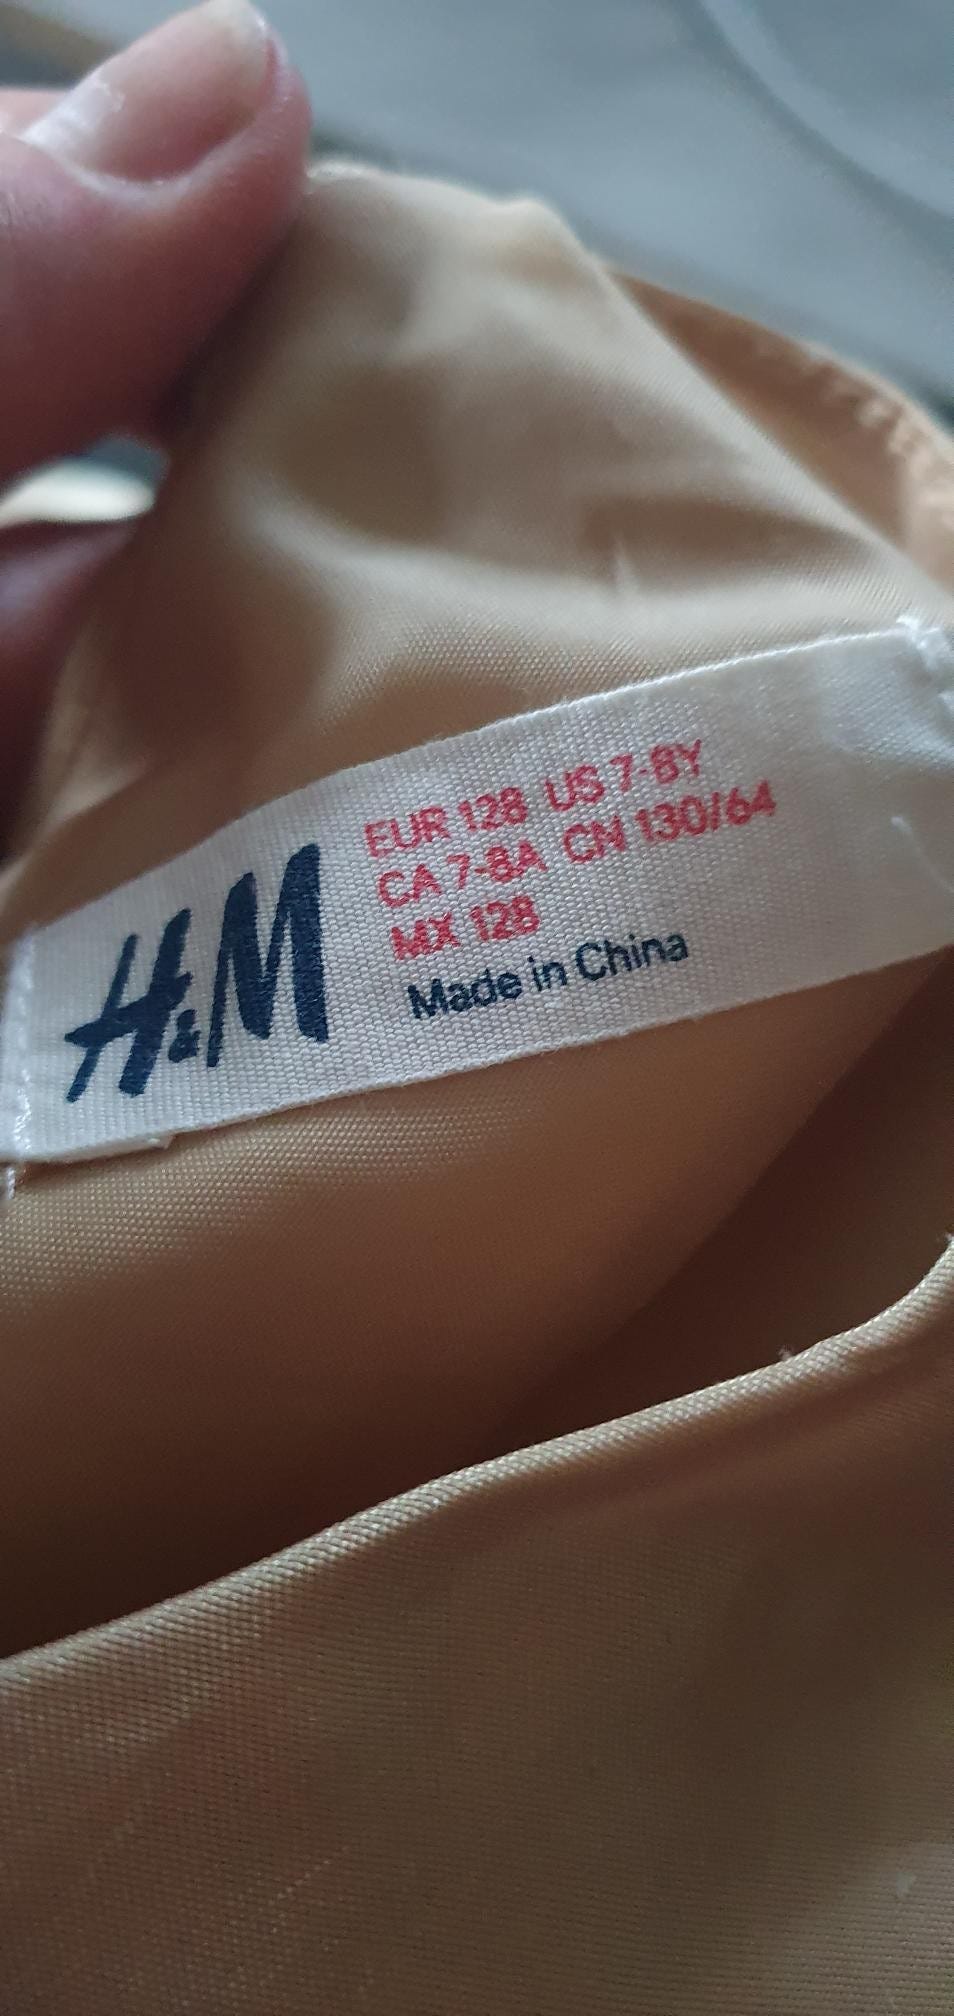 H&M
EUR 128 US 7-8Y
CA 7-8A CN 130/64
MX 128
Made in China